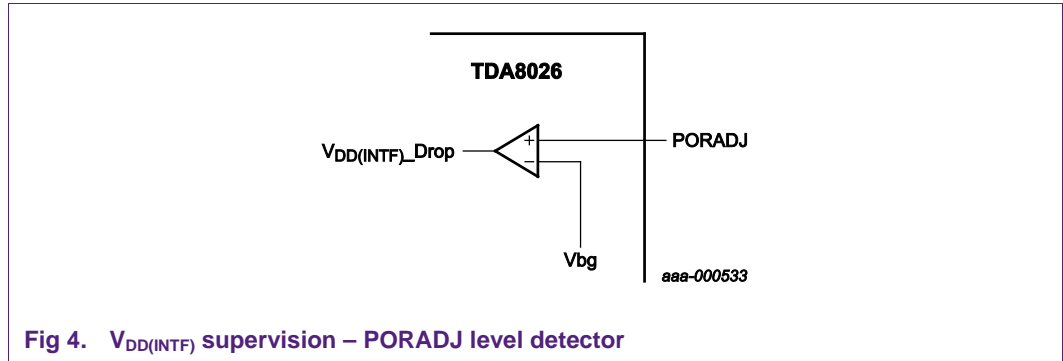 TDA8026
+
PORADJ
VDD(INTF)_Drop
−
Vbg
aaa-000533
Fig 4. VDD(INTF) supervision – PORADJ level detector